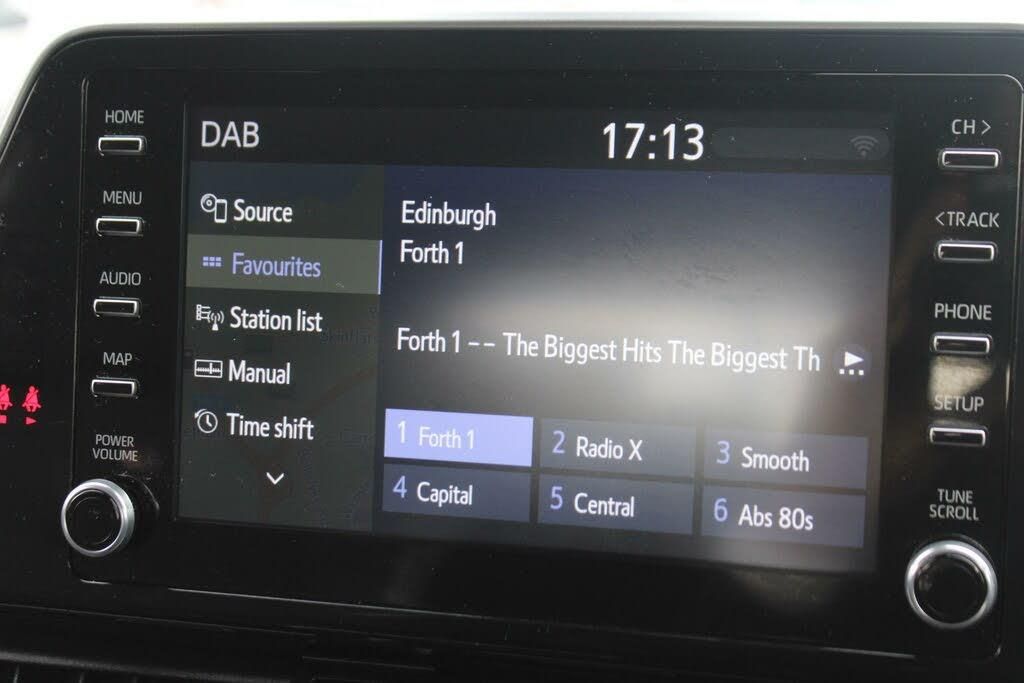 HOME
MENU
AUDIO
MAP
POWER
VOLUME
DAB
17:13
Source
Favourites
Station list
Manual
Time shift
Edinburgh
Forth 1
Forth 1 -- The Biggest Hits The Biggest Th
1 Forth 1
2 Radio X
3 Smooth
4 Capital
5 Central
6 Abs 80s
CH >
< TRACK
PHONE
SETUP
TUNE
SCROLL